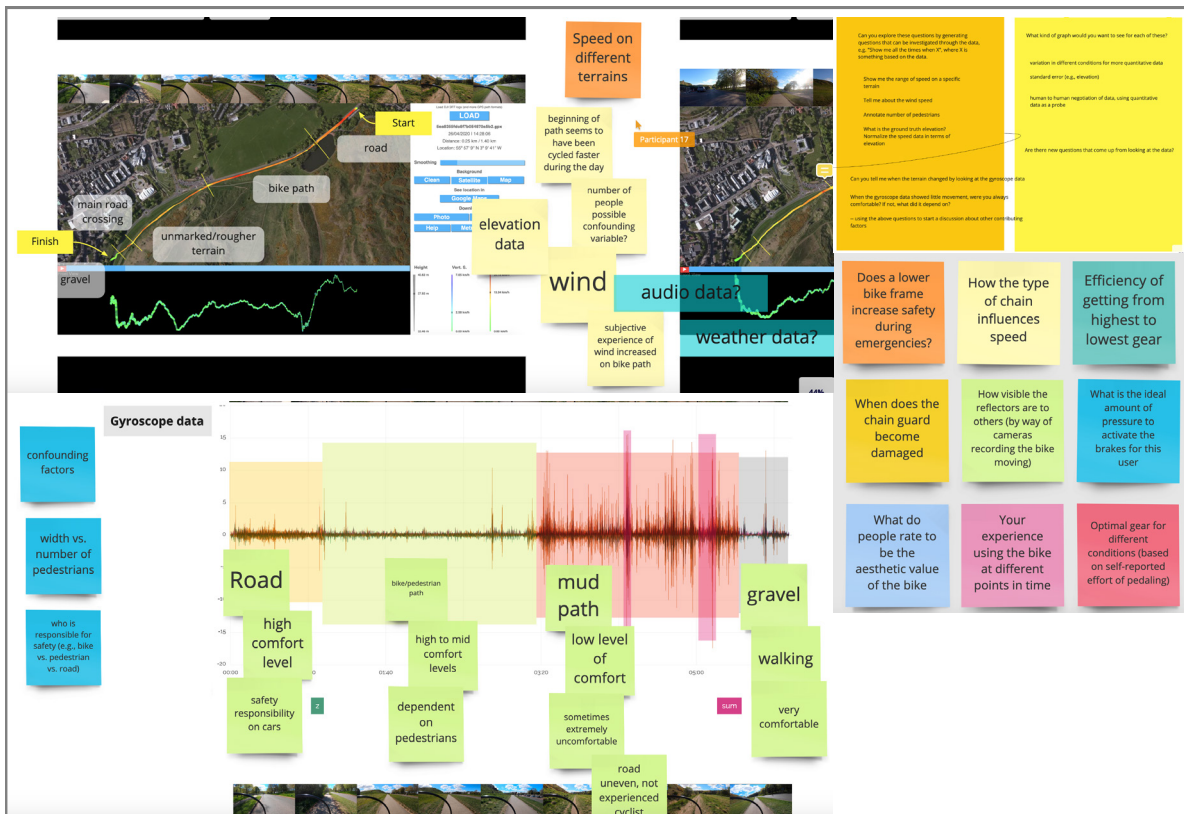 Speed on
different
terrains
Participant 17
beginning of
path seems to
have been
cycled faster
during the day
number of
people
possible
confounding
variable?
elevation
data
wind
audio data?
weather data?
subjective
experience of
wind increased
on bike path
Start
road
bike path
main road
crossing
Finish
unmarked/rougher
terrain
gravel
LOAD
Smoothing
Background
Clean
Satellite
Map
See location in
Google Maps
Photo
Help
Height
44%
Can you explore these questions by generating
questions that can be investigated through the data,
e.g. "Show me all the times when X", where X is
something based on the data.
Show me the range of speed on a specific
terrain
Tell me about the wind speed
Annotate number of pedestrians
What is the ground truth elevation?
Normalize the speed data in terms of
elevation
Can you tell me when the terrain changed by looking at the gyroscope data
When the gyroscope data showed little movement, were you always
comfortable? If not, what did it depend on?
– using the above questions to start a discussion about other contributing
factors
What kind of graph would you want to see for each of these?
variation in different conditions for more quantitative data
standard error (e.g., elevation)
human to human negotiation of data, using quantitative
data as a probe
Are there new questions that come up from looking at the data?
Does a lower
bike frame
increase safety
during
emergencies?
How the type
of chain
influences
speed
Efficiency of
getting from
highest to
lowest gear
When does the
chain guard
become
damaged
How visible the
reflectors are to
others (by way of
cameras
recording the bike
moving)
What is the ideal
amount of
pressure to
activate the
brakes for this
user
What do
people rate to
be the
aesthetic value
of the bike
Your
experience
using the bike
at different
points in time
Optimal gear for
different
conditions (based
on self-reported
effort of pedaling)
Gyroscope data
confounding
factors
width vs.
number of
pedestrians
who is
responsible for
safety (e.g., bike
vs. pedestrian
vs. road)
15
10
5
0
-15
-20
00:00
01:40
03:20
05:00
Road
high
comfort
level
safety
responsibility
on cars
z
bike/pedestrian
path
high to mid
comfort
levels
dependent
on
pedestrians
mud
path
low level
of
comfort
sometimes
extremely
uncomfortable
road
uneven, not
experienced
cyclist
sum
gravel
walking
very
comfortable